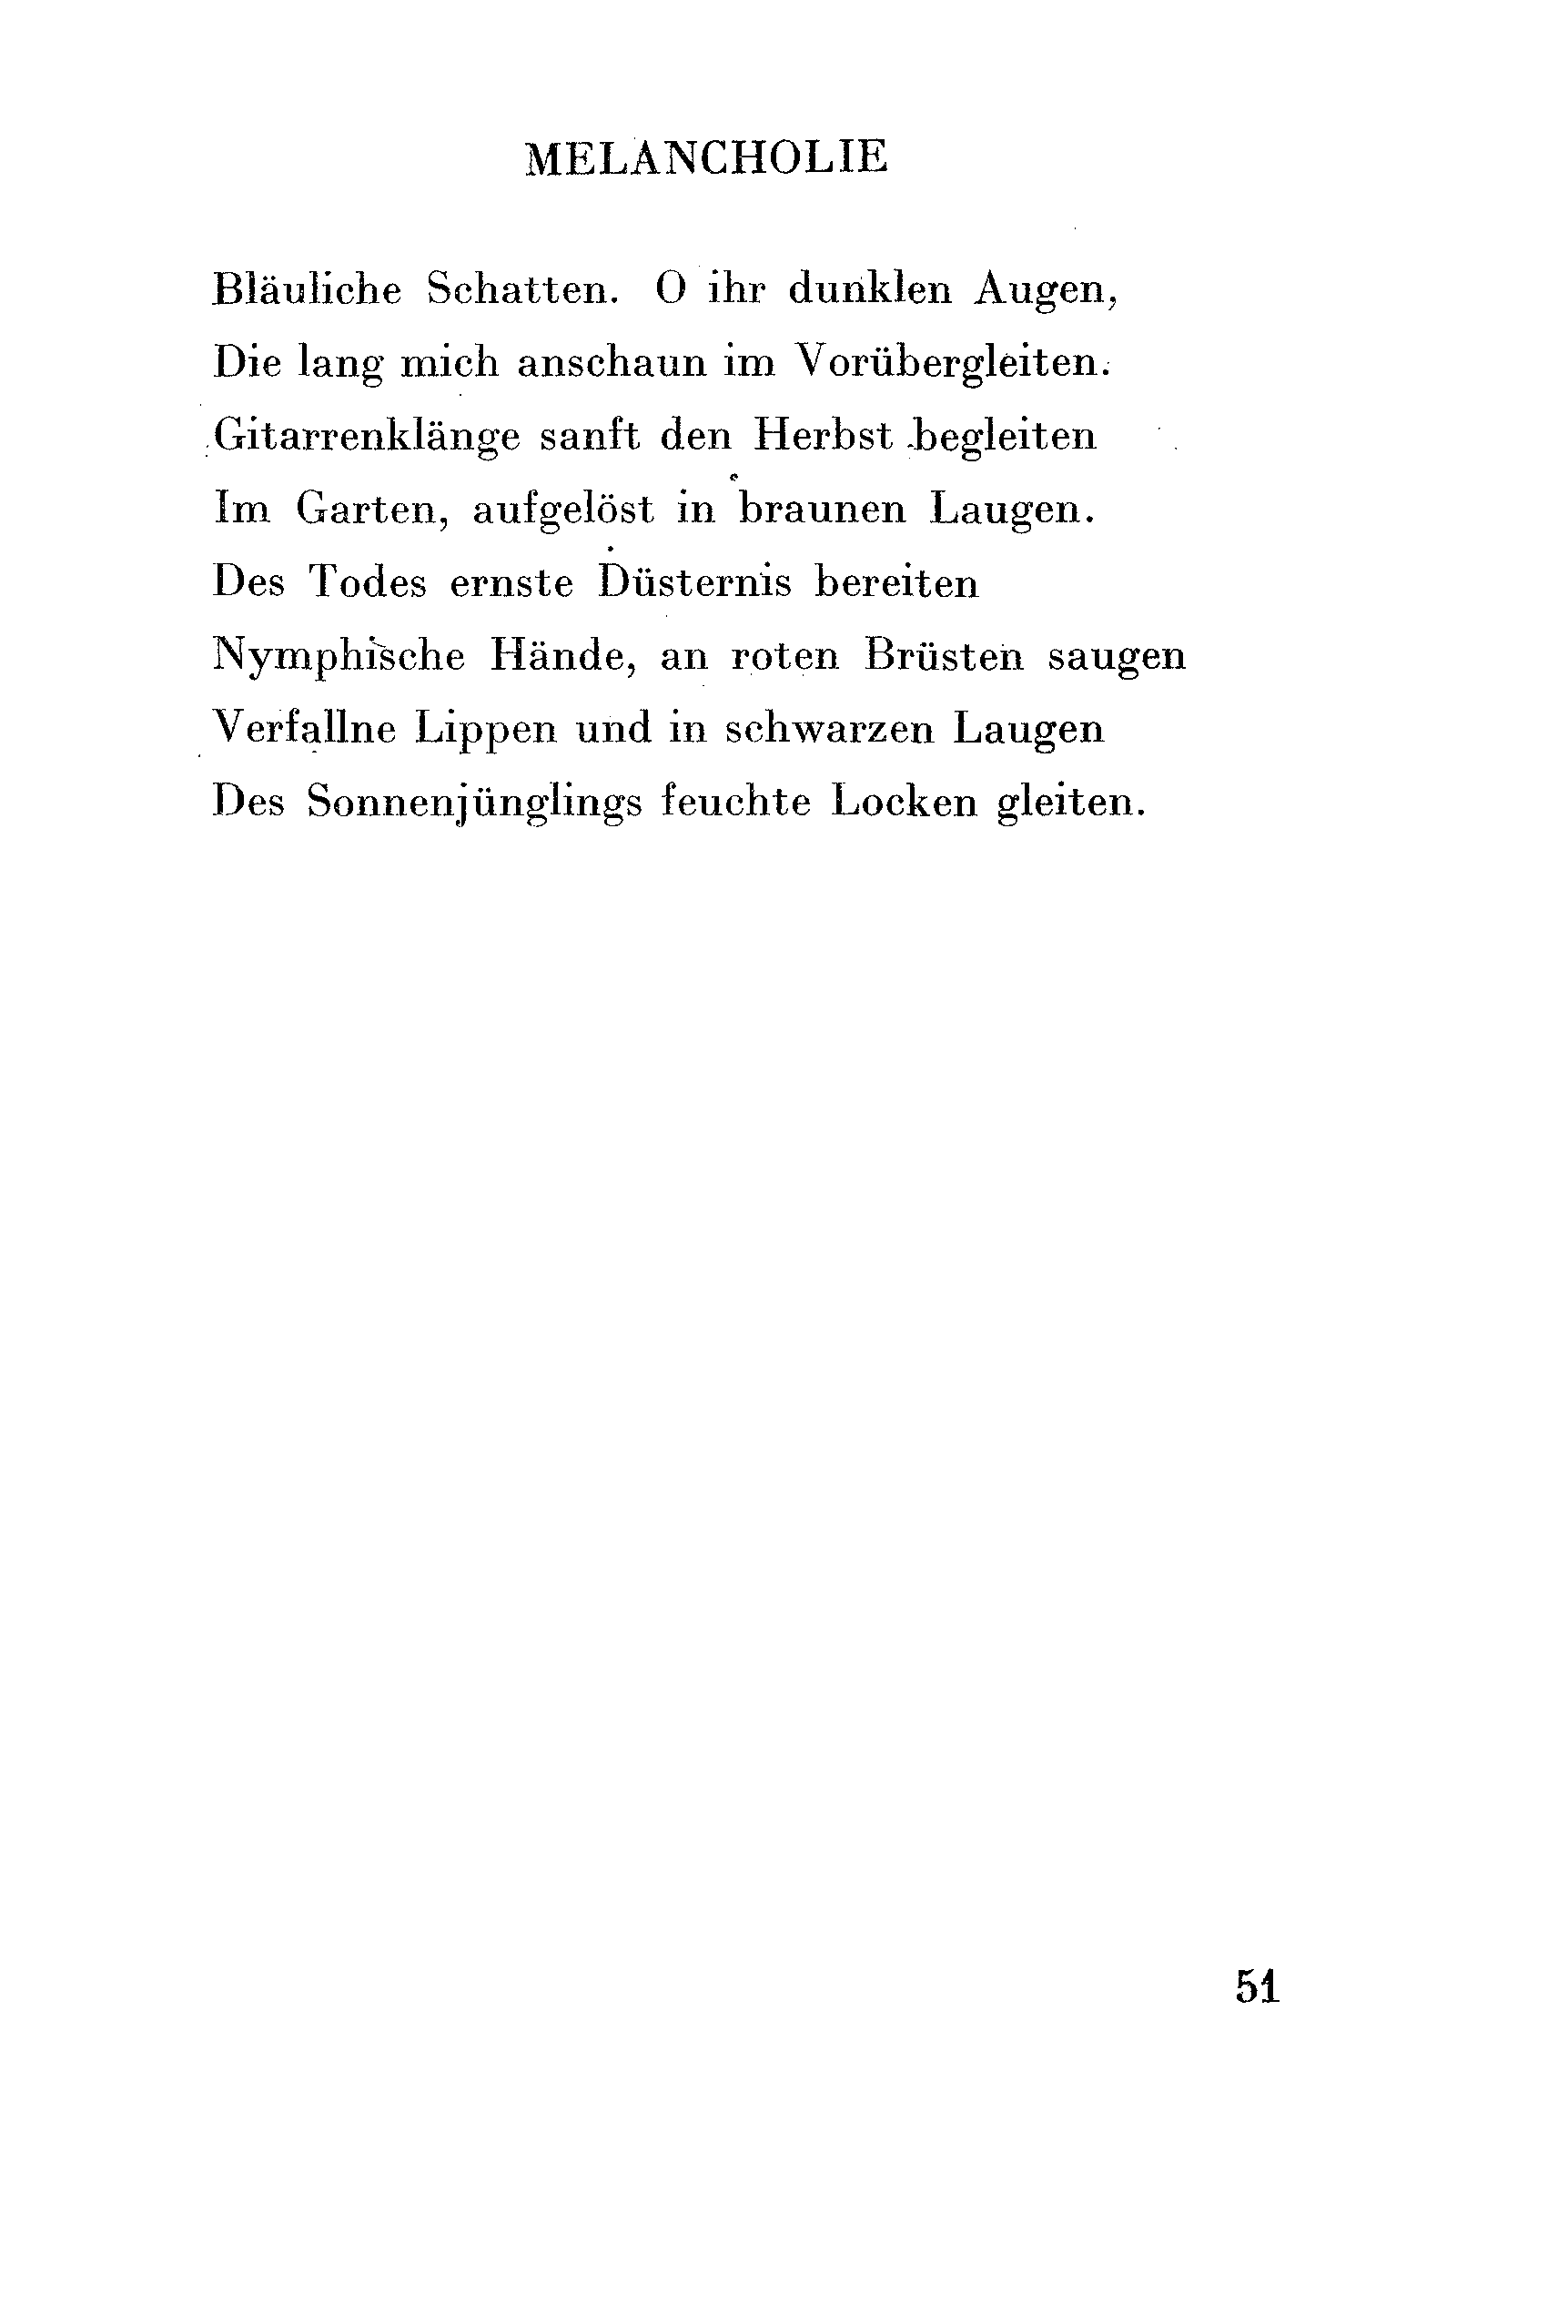 MELANCHOLIE
Bläuliche Schatten. O ihr dunklen Augen,
Die lang mich anschaun im Vorübergleiten.
Gitarrenklänge sanft den Herbst begleiten
Im Garten, aufgelöst in braunen Laugen.
Des Todes ernste Düsternis bereiten
Nymphische Hände, an roten Brüsten saugen
Verfallne Lippen und in schwarzen Laugen
Des Sonnenjünglings feuchte Locken gleiten.
51